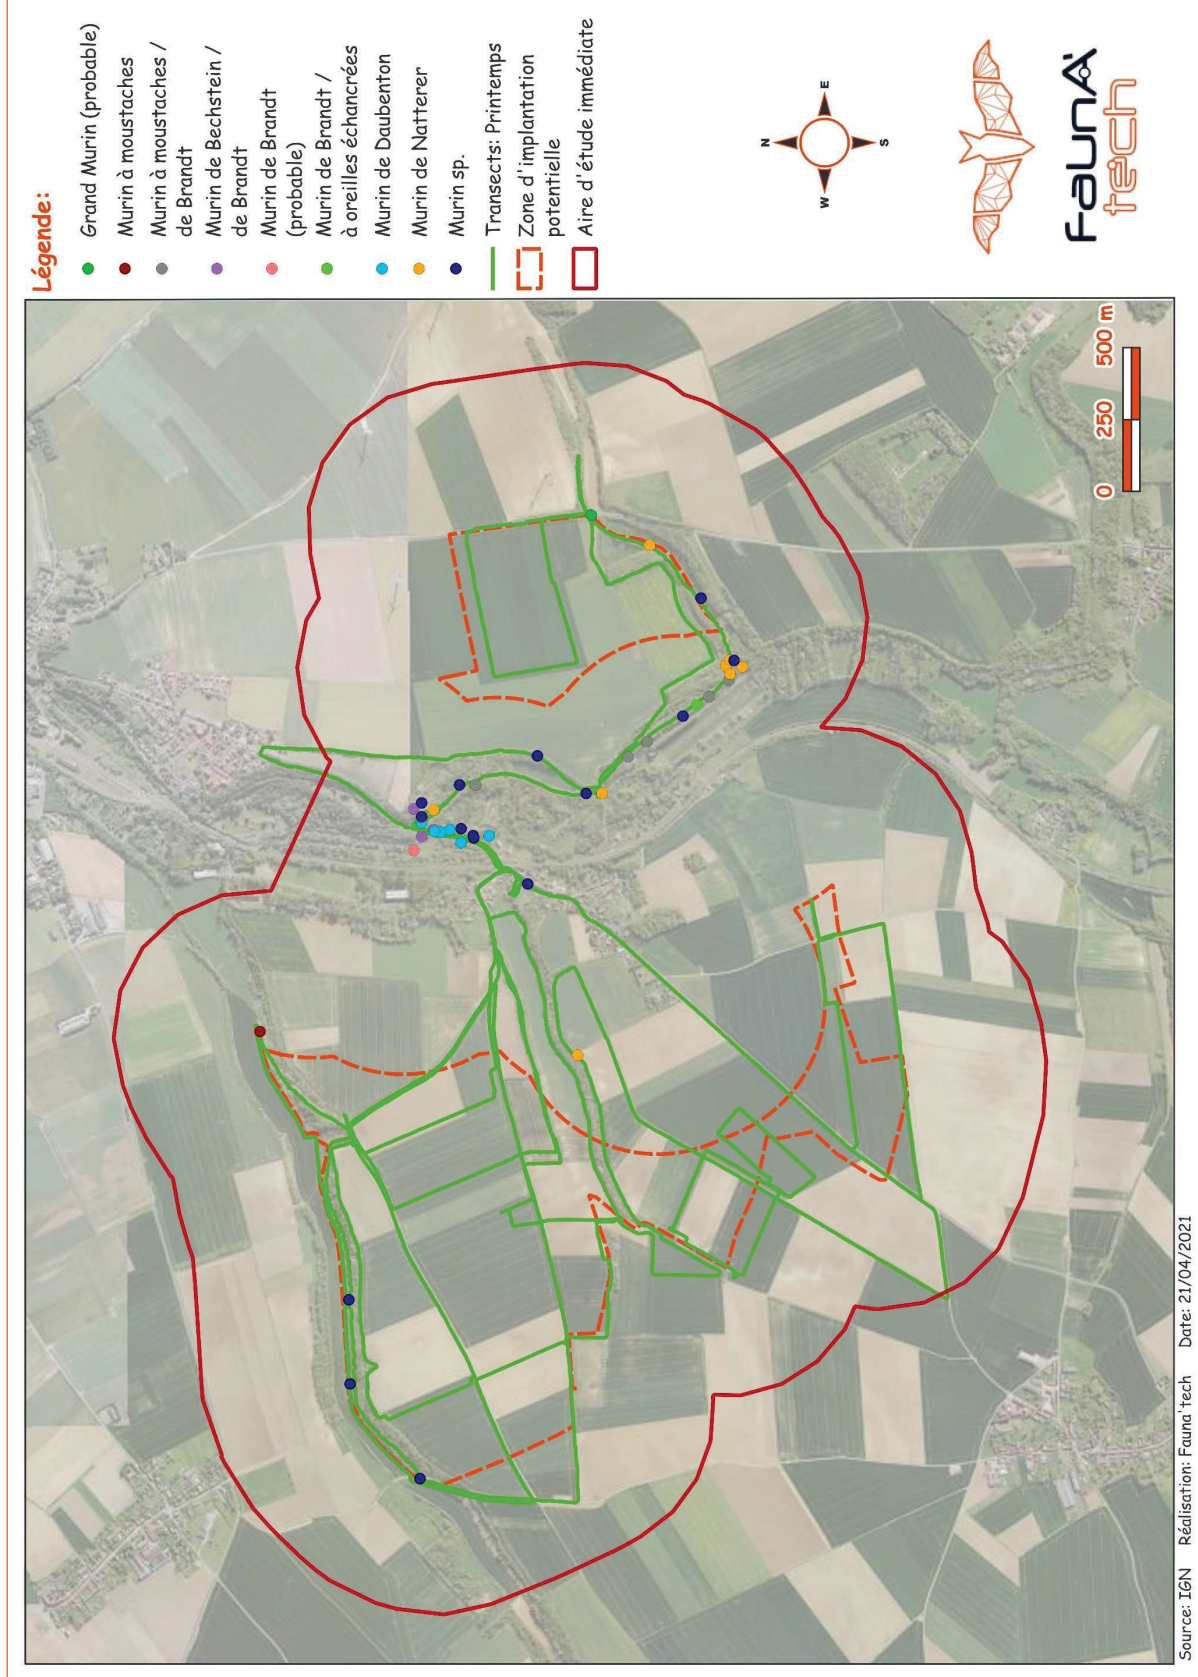 Légende:
Grand Murin (probable)
Murin à moustaches
Murin à moustaches /
de Brandt
Murin de Bechstein /
de Brandt
Murin de Brandt
(probable)
Murin de Brandt /
à oreilles échancrées
Murin de Daubenton
Murin de Natterer
Murin sp.
Transects: Printemps
Zone d'implantation
potentielle
Aire d'étude immédiate
N
W
E
S
FaunA'
tech
0 250 500 m
Source: IGN Réalisation: Fauna'tech Date: 21/04/2021